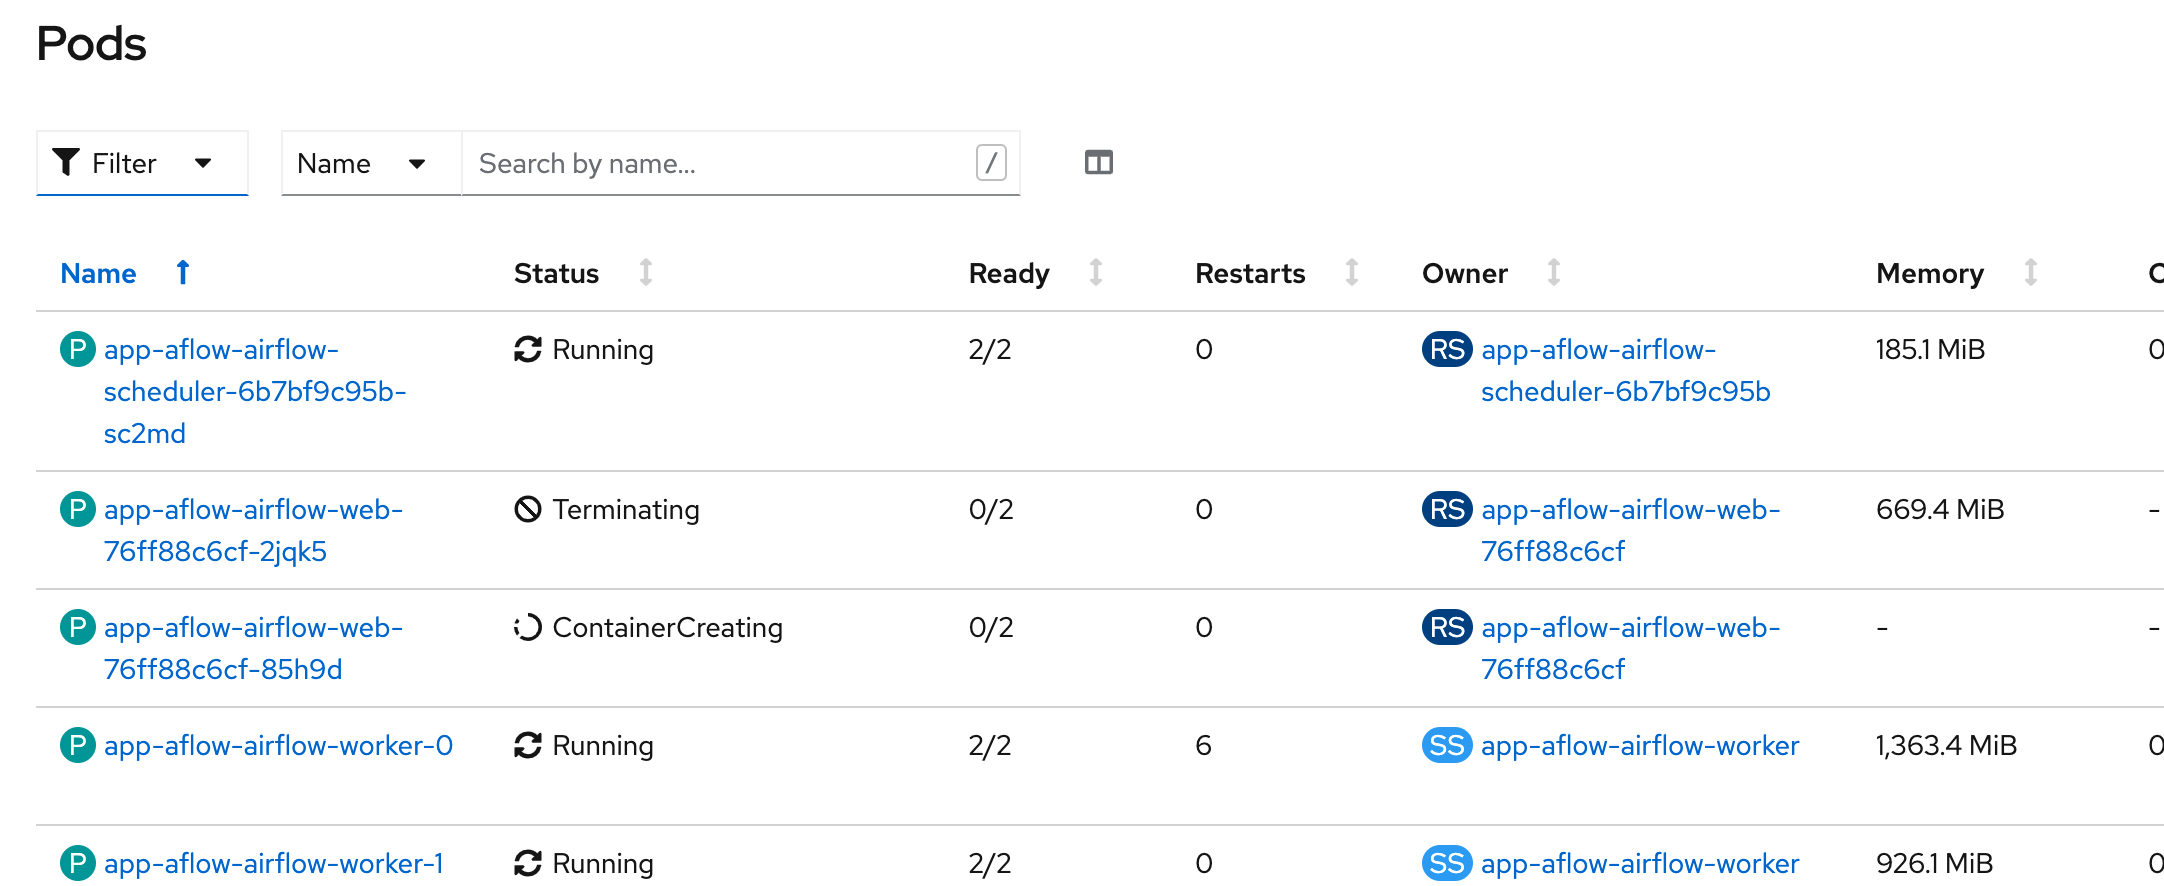 Pods
Filter
Name
Search by name...
/
Name Status Ready Restarts Owner Memory
P app-aflow-airflow- Running 2/2 0 RS app-aflow-airflow- 185.1 MiB 0
scheduler-6b7bf9c95b- scheduler-6b7bf9c95b
sc2md
P app-aflow-airflow-web- Terminating 0/2 0 RS app-aflow-airflow-web- 669.4 MiB -
76ff88c6cf-2jqk5 76ff88c6cf
P app-aflow-airflow-web- ContainerCreating 0/2 0 RS app-aflow-airflow-web- - -
76ff88c6cf-85h9d 76ff88c6cf
P app-aflow-airflow-worker-0 Running 2/2 6 SS app-aflow-airflow-worker 1,363.4 MiB 0
P app-aflow-airflow-worker-1 Running 2/2 0 SS app-aflow-airflow-worker 926.1 MiB 0